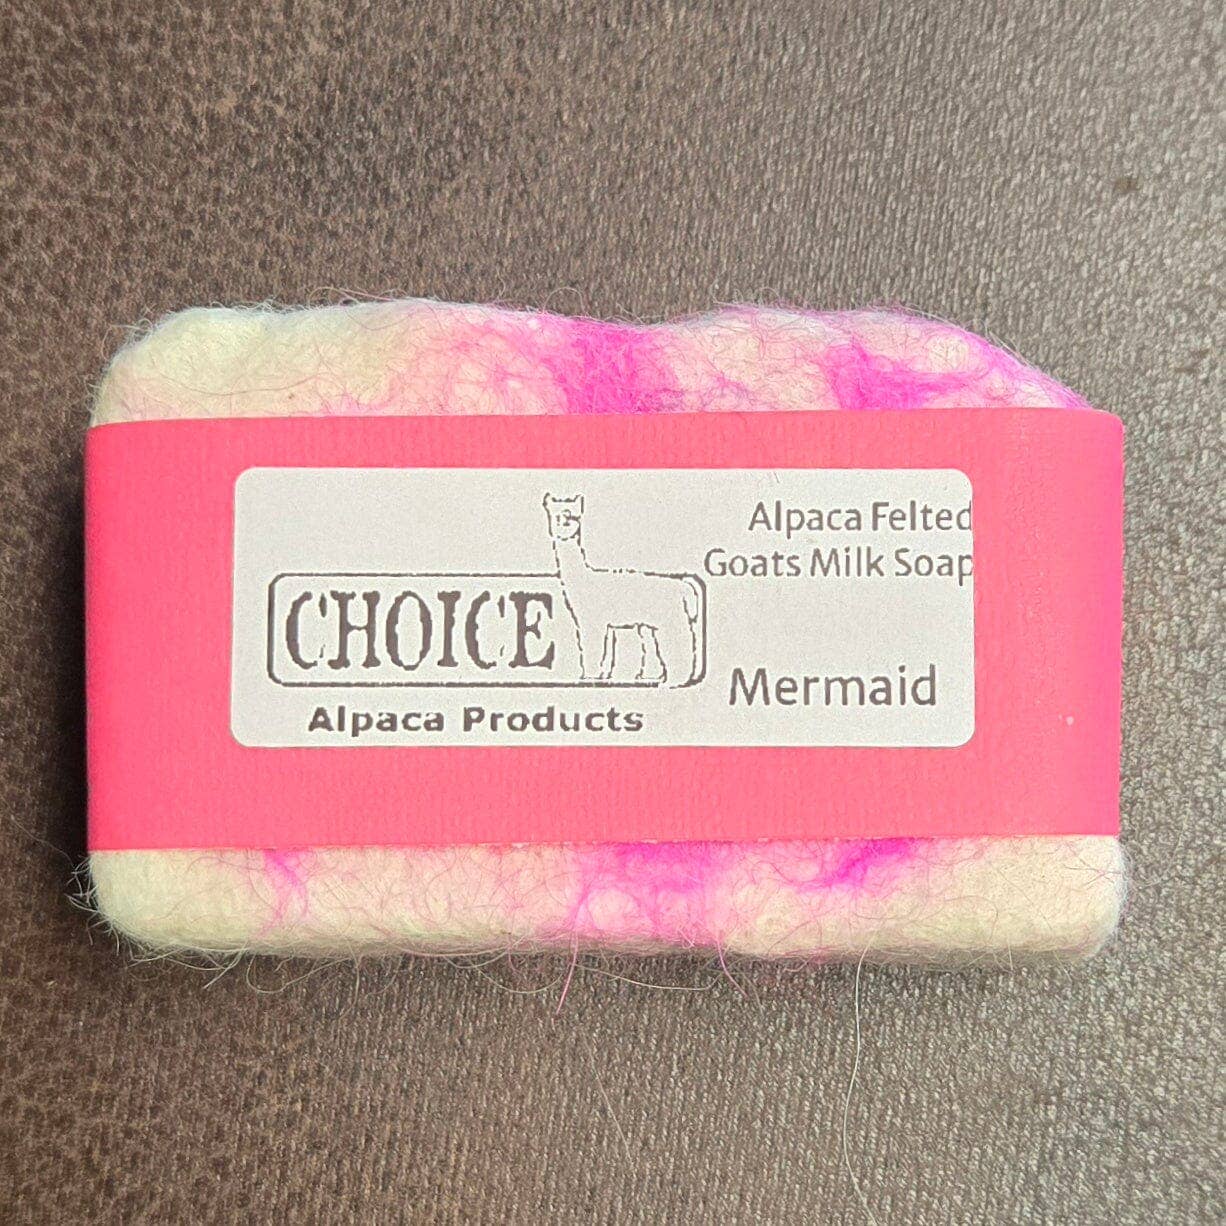 Alpaca Felted
Goats Milk Soap
CHOICE
Alpaca Products
Mermaid